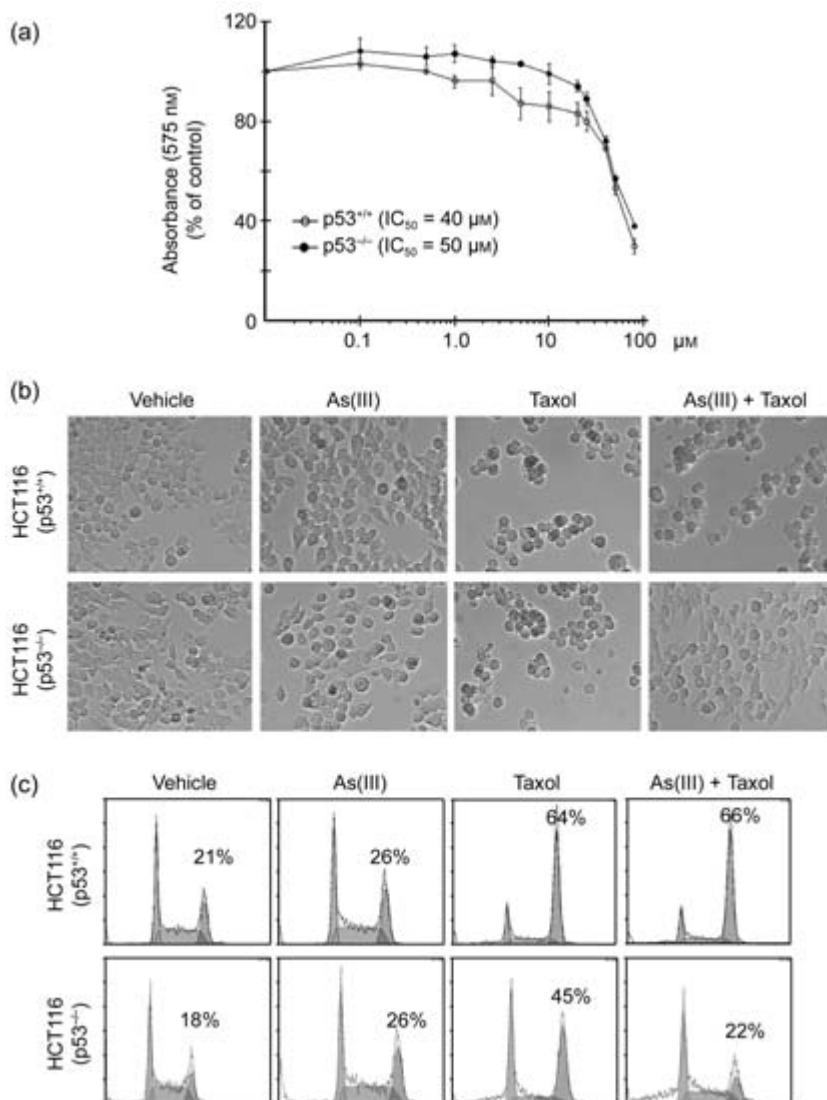 (a)
120
80
40
0
Absorbance (575 nM)
(% of control)
p53⁺/⁺ (IC₅₀ = 40 µM)
p53⁻/⁻ (IC₅₀ = 50 µM)
0.1 1.0 10 100 µM
(b)
Vehicle As(III) Taxol As(III) + Taxol
HCT116
(p53⁺/⁺)
HCT116
(p53⁻/⁻)
(c)
Vehicle As(III) Taxol As(III) + Taxol
HCT116
(p53⁺/⁺)
21% 26% 64% 66%
HCT116
(p53⁻/⁻)
18% 26% 45% 22%